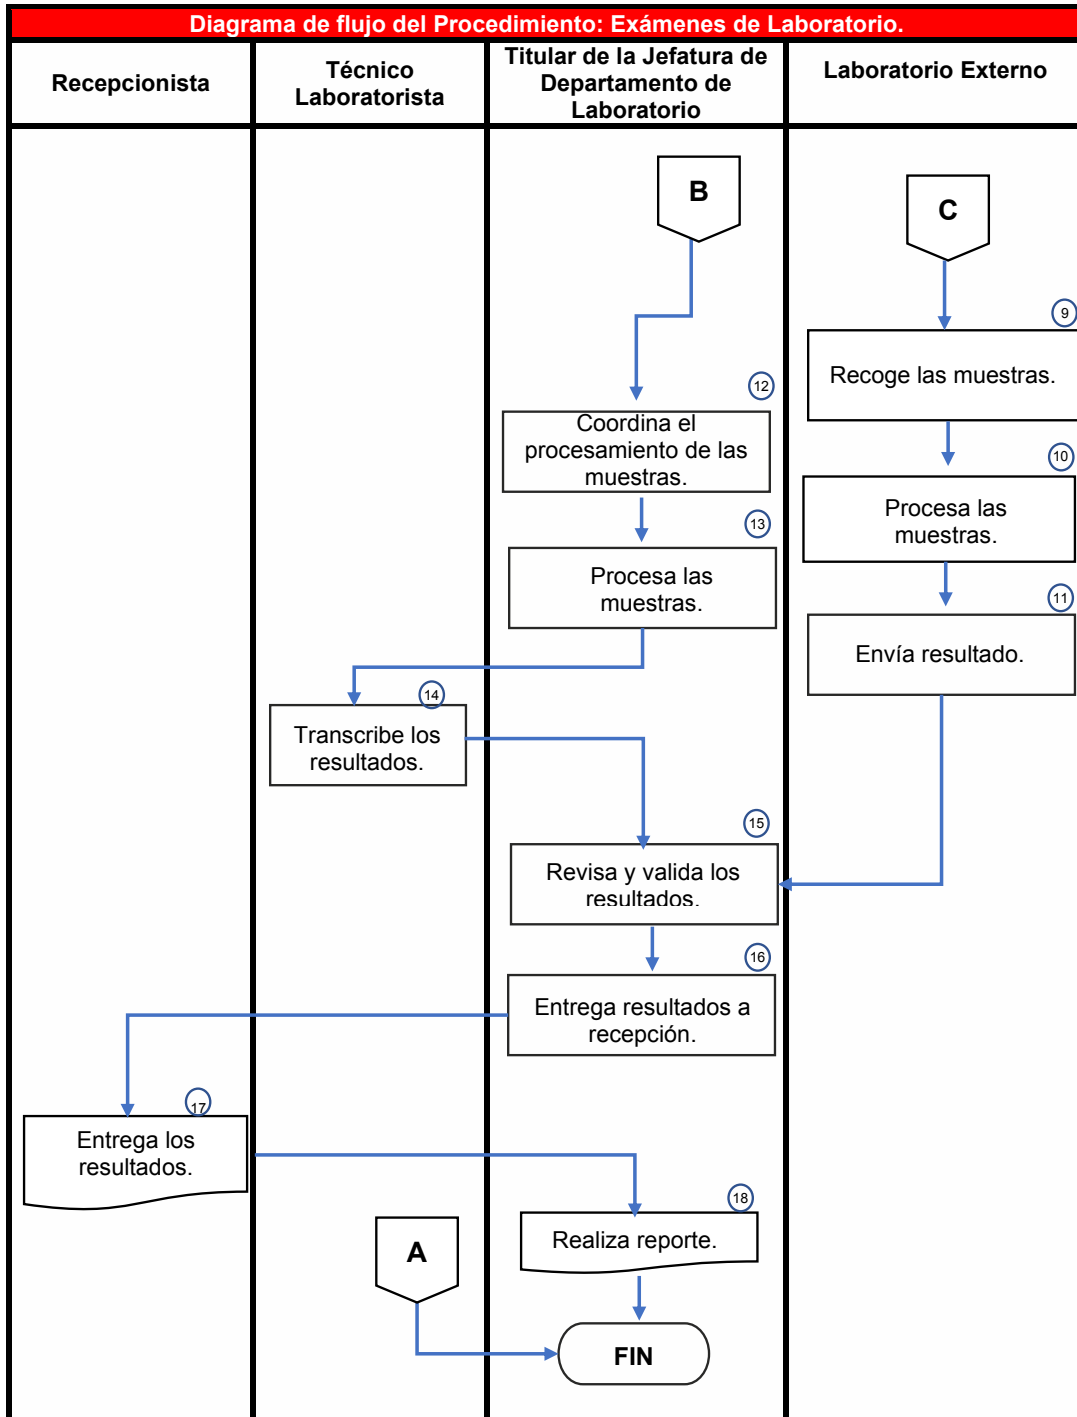 Diagrama de flujo del Procedimiento: Exámenes de Laboratorio.
Recepcionista
Técnico
Laboratorista
Titular de la Jefatura de
Departamento de
Laboratorio
Laboratorio Externo
B
C
9
Recoge las muestras.
12
Coordina el
procesamiento de las
muestras.
10
Procesa las
muestras.
13
Procesa las
muestras.
11
Envía resultado.
14
Transcribe los
resultados.
15
Revisa y valida los
resultados.
16
Entrega resultados a
recepción.
17
Entrega los
resultados.
18
Realiza reporte.
A
FIN